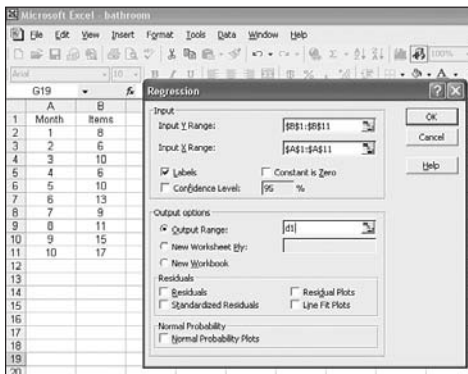 Microsoft Excel - bathroom
File Edit View Insert Format Tools Data Window Help
Arial 10 B I U
G19 fx
A B
1 Month Items
2 1 8
3 2 6
4 3 10
5 4 6
6 5 10
7 6 13
8 7 9
9 8 11
10 9 15
11 10 17
12
13
14
15
16
17
18
19
20
Regression
Input
Input Y Range: $B$1:$B$11
Input X Range: $A$1:$A$11
Labels Constant is Zero
Confidence Level: 95 %
OK
Cancel
Help
Output options
Output Range: d1
New Worksheet Ply:
New Workbook
Residuals
Residuals Residual Plots
Standardized Residuals Line Fit Plots
Normal Probability
Normal Probability Plots